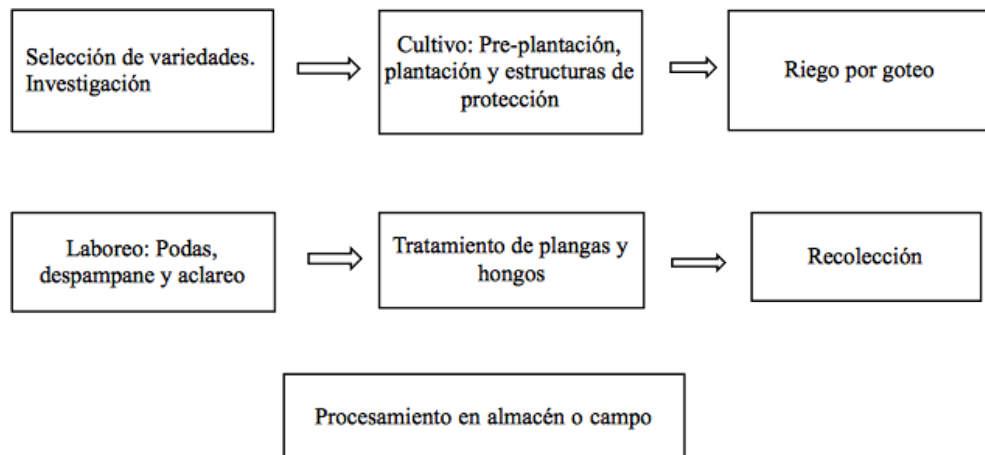 Selección de variedades.
Investigación
Cultivo: Pre-plantación,
plantación y estructuras de
protección
Riego por goteo
Laboreo: Podas,
despampane y aclareo
Tratamiento de plangas y
hongos
Recolección
Procesamiento en almacén o campo